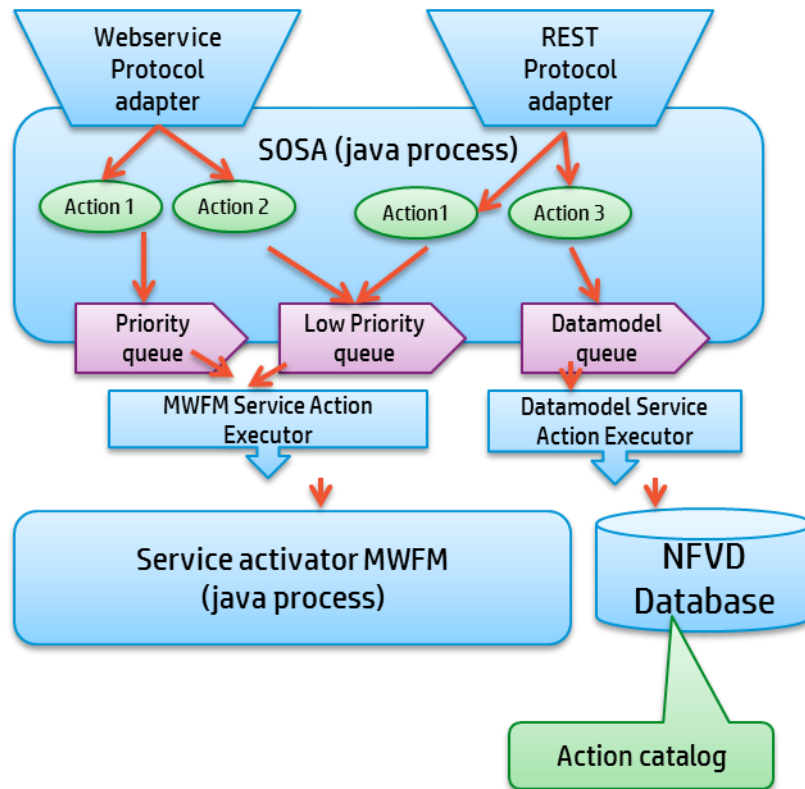 Webservice
Protocol
adapter
REST
Protocol
adapter
SOSA (java process)
Action 1
Action 2
Action1
Action 3
Priority
queue
Low Priority
queue
Datamodel
queue
MWFM Service Action
Executor
Datamodel Service
Action Executor
Service activator MWFM
(java process)
NFVD
Database
Action catalog